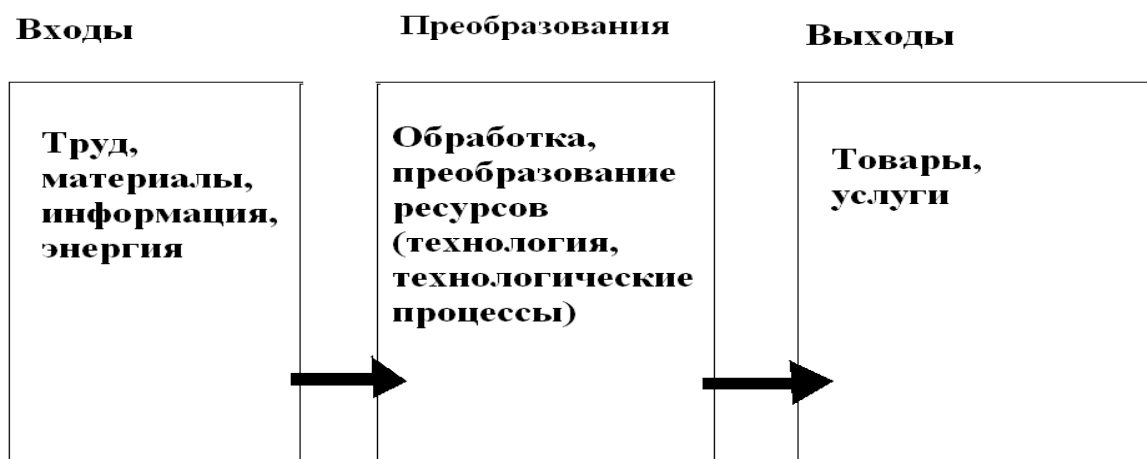 Входы
Преобразования
Выходы
Труд,
материалы,
информация,
энергия
Обработка,
преобразование
ресурсов
(технология,
технологические
процессы)
Товары,
услуги